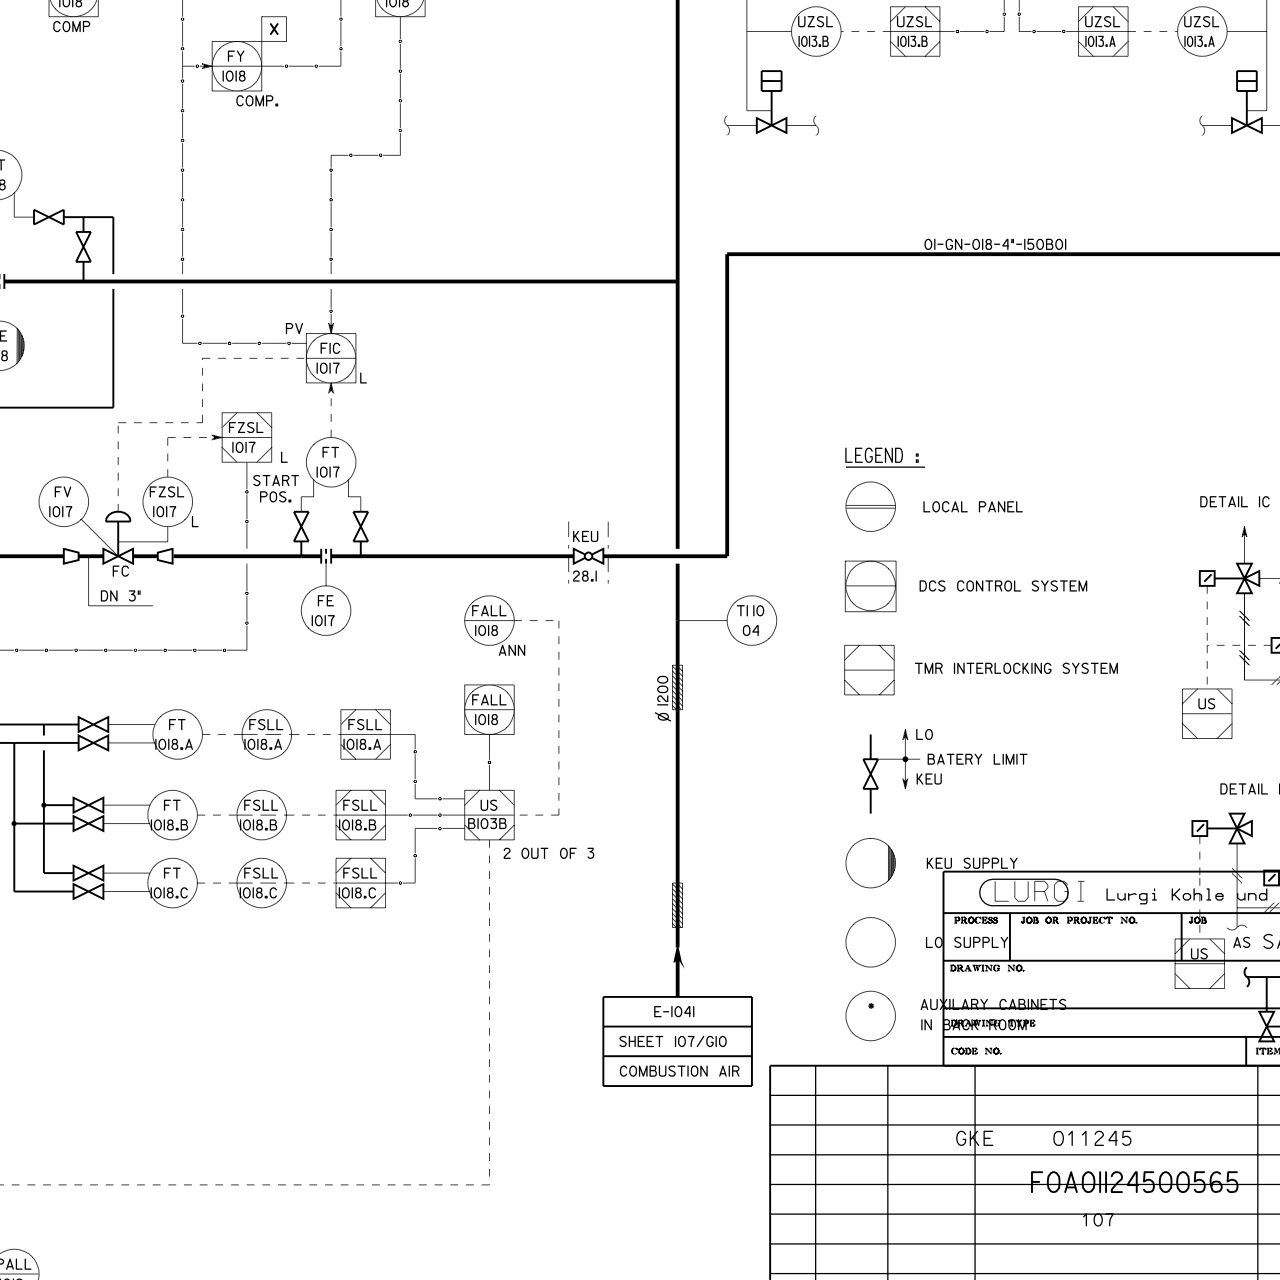 1018
COMP
X
FY
1018
COMP.
1018
UZSL
1013.B
UZSL
1013.B
UZSL
1013.A
UZSL
1013.A
T
8
01-GN-018-4"-150B01
E
8
PV
FIC
1017
L
FZSL
1017
L
FT
1017
START
POS.
FV
1017
FZSL
1017
L
FC
DN 3"
FE
1017
KEU
28.1
LEGEND :
LOCAL PANEL
DCS CONTROL SYSTEM
TMR INTERLOCKING SYSTEM
LO
BATERY LIMIT
KEU
KEU SUPPLY
LO SUPPLY
AUXILARY CABINETS
IN BACK ROOM
DETAIL IC
US
DETAIL
US
FALL
1018
ANN
TI10
04
FALL
1018
Ø 1200
FT
1018.A
FSLL
1018.A
FSLL
1018.A
FT
1018.B
FSLL
1018.B
FSLL
1018.B
US
B103B
2 OUT OF 3
FT
1018.C
FSLL
1018.C
FSLL
1018.C
E-1041
SHEET 107/G10
COMBUSTION AIR
LURGI Lurgi Kohle und
PROCESS
JOB OR PROJECT NO.
JOB
AS SA
DRAWING NO.
DRAWING TYPE
CODE NO.
ITEM
GKE 011245
F0A01124500565
107
PALL